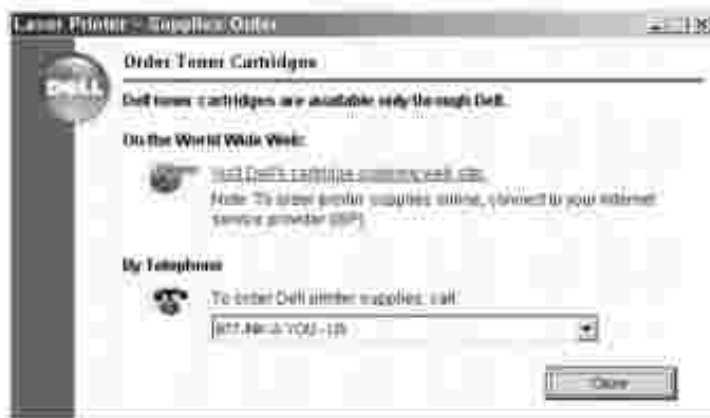 Laser Printer - Supplies Order
DELL
Order Toner Cartridges
Dell toner cartridges are available only through Dell.
On the World Wide Web:
Visit Dell's cartridge ordering web site.
Note: To order printer supplies online, connect to your internet
service provider (ISP)
By Telephone
To order Dell printer supplies, call:
Close